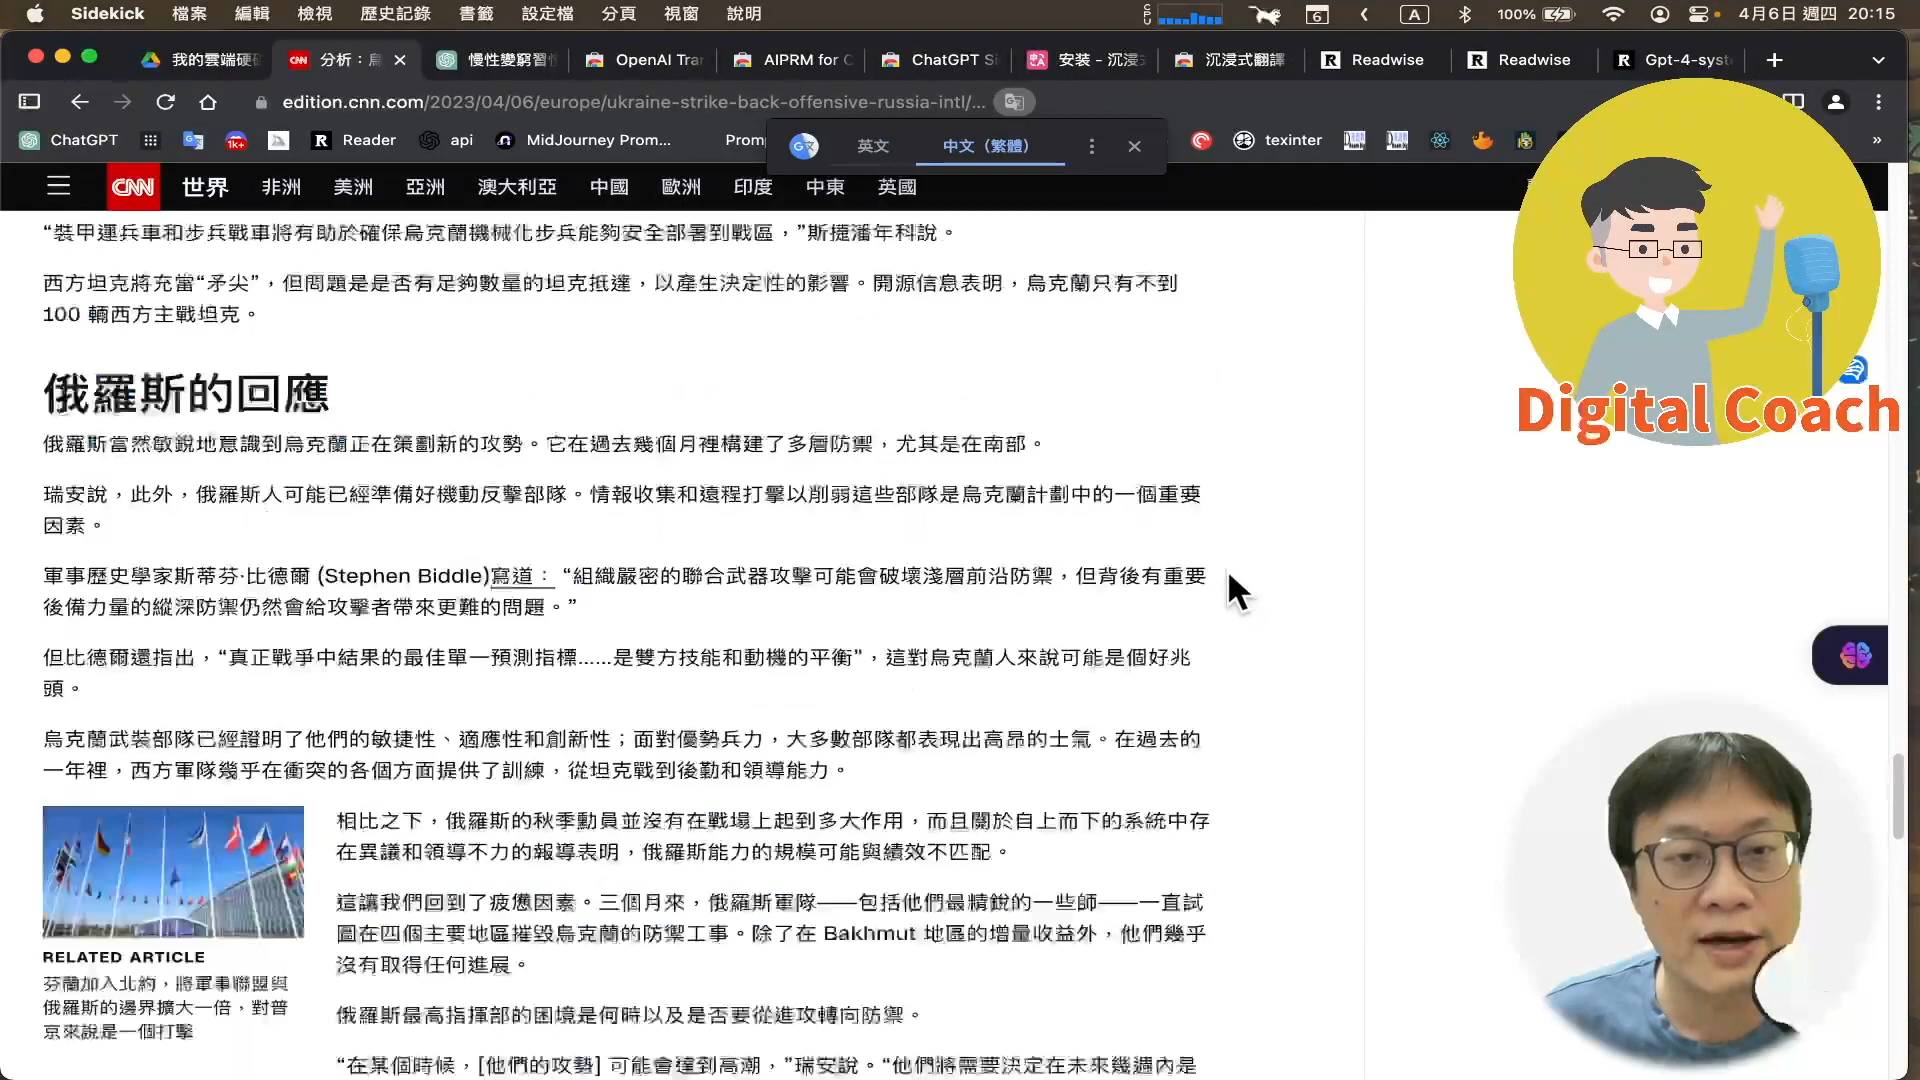 Sidekick 檔案 編輯 檢視 歷史記錄 書籤 設定檔 分頁 視窗 說明 CPU 6 A 100% 4月6日 週四 20:15
我的雲端硬碟 CNN 分析：烏 慢性變窮習 OpenAI Tra AIPRM for C ChatGPT Si 安装 - 沉浸式 沉浸式翻譯 Readwise Readwise Gpt-4-syst
edition.cnn.com/2023/04/06/europe/ukraine-strike-back-offensive-russia-intl/...
ChatGPT 1k+ Reader api MidJourney Prom... Prom texinter »
英文 中文（繁體）
CNN 世界 非洲 美洲 亞洲 澳大利亞 中國 歐洲 印度 中東 英國
“裝甲運兵車和步兵戰車將有助於確保烏克蘭機械化步兵能夠安全部署到戰區，”斯捷潘年科說。
西方坦克將充當“矛尖”，但問題是是否有足夠數量的坦克抵達，以產生決定性的影響。開源信息表明，烏克蘭只有不到
100 輛西方主戰坦克。
俄羅斯的回應
俄羅斯當然敏銳地意識到烏克蘭正在策劃新的攻勢。它在過去幾個月裡構建了多層防禦，尤其是在南部。
瑞安說，此外，俄羅斯人可能已經準備好機動反擊部隊。情報收集和遠程打擊以削弱這些部隊是烏克蘭計劃中的一個重要
因素。
軍事歷史學家斯蒂芬·比德爾 (Stephen Biddle)寫道： “組織嚴密的聯合武器攻擊可能會破壞淺層前沿防禦，但背後有重要
後備力量的縱深防禦仍然會給攻擊者帶來更難的問題。”
但比德爾還指出，“真正戰爭中結果的最佳單一預測指標......是雙方技能和動機的平衡”，這對烏克蘭人來說可能是個好兆
頭。
烏克蘭武裝部隊已經證明了他們的敏捷性、適應性和創新性；面對優勢兵力，大多數部隊都表現出高昂的士氣。在過去的
一年裡，西方軍隊幾乎在衝突的各個方面提供了訓練，從坦克戰到後勤和領導能力。
相比之下，俄羅斯的秋季動員並沒有在戰場上起到多大作用，而且關於自上而下的系統中存
在異議和領導不力的報導表明，俄羅斯能力的規模可能與績效不匹配。
這讓我們回到了疲憊因素。三個月來，俄羅斯軍隊——包括他們最精銳的一些師——一直試
圖在四個主要地區摧毀烏克蘭的防禦工事。除了在 Bakhmut 地區的增量收益外，他們幾乎
沒有取得任何進展。
俄羅斯最高指揮部的困境是何時以及是否要從進攻轉向防禦。
“在某個時候，[他們的攻勢] 可能會達到高潮，”瑞安說。“他們將需要決定在未來幾週內是
RELATED ARTICLE
芬蘭加入北約，將軍事聯盟與
俄羅斯的邊界擴大一倍，對普
京來說是一個打擊
Digital Coach